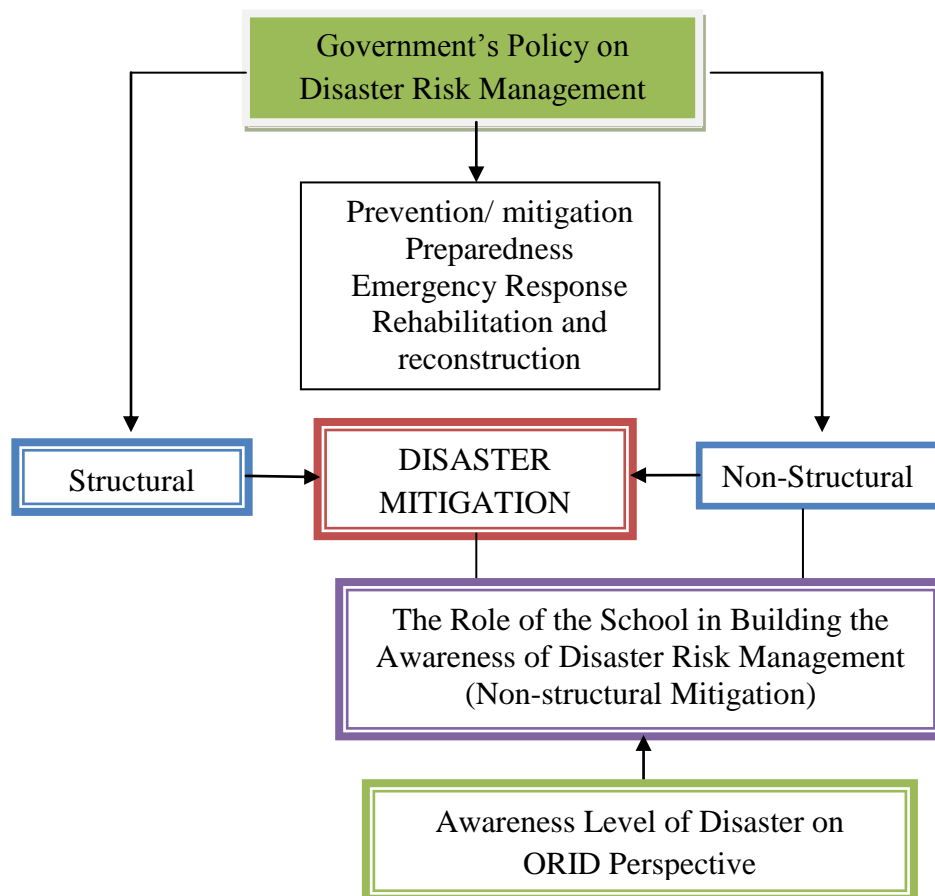 Government’s Policy on
Disaster Risk Management
Prevention/ mitigation
Preparedness
Emergency Response
Rehabilitation and
reconstruction
Structural
DISASTER
MITIGATION
Non-Structural
The Role of the School in Building the
Awareness of Disaster Risk Management
(Non-structural Mitigation)
Awareness Level of Disaster on
ORID Perspective